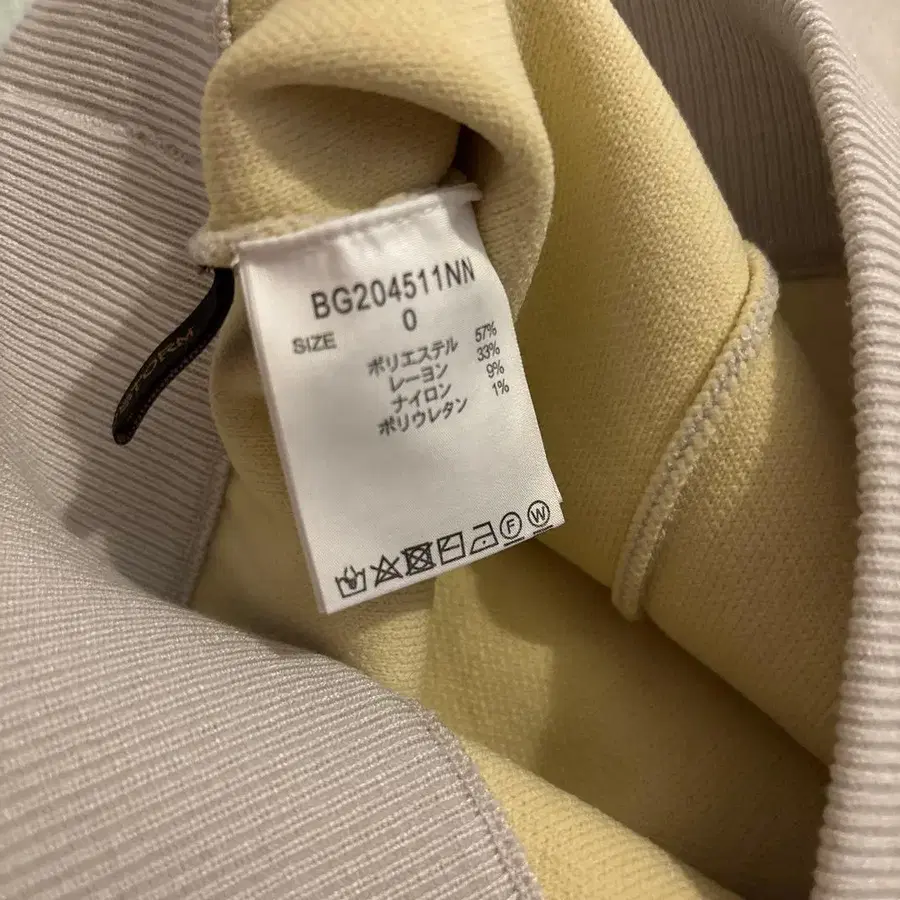 BG204511NN
SIZE 0
ポリエステル 57%
レーヨン 33%
ナイロン 9%
ポリウレタン 1%
F W
STORM